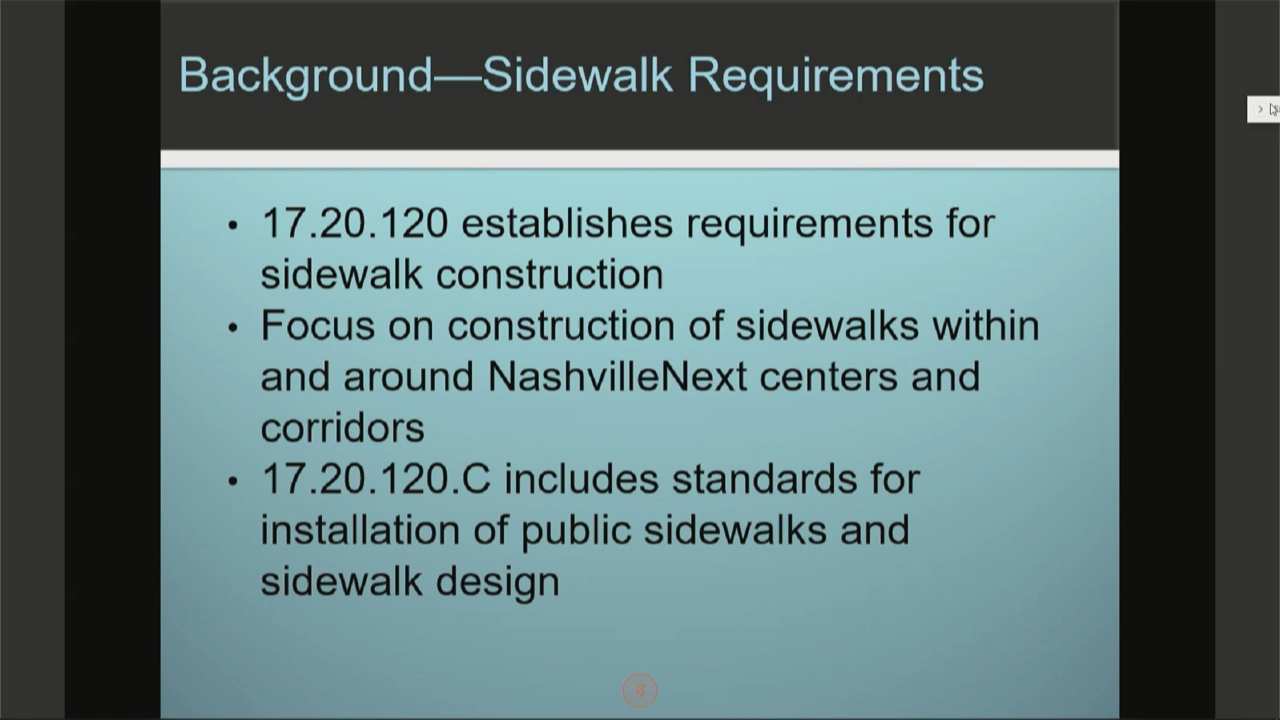 Background—Sidewalk Requirements
• 17.20.120 establishes requirements for
sidewalk construction
• Focus on construction of sidewalks within
and around NashvilleNext centers and
corridors
• 17.20.120.C includes standards for
installation of public sidewalks and
sidewalk design